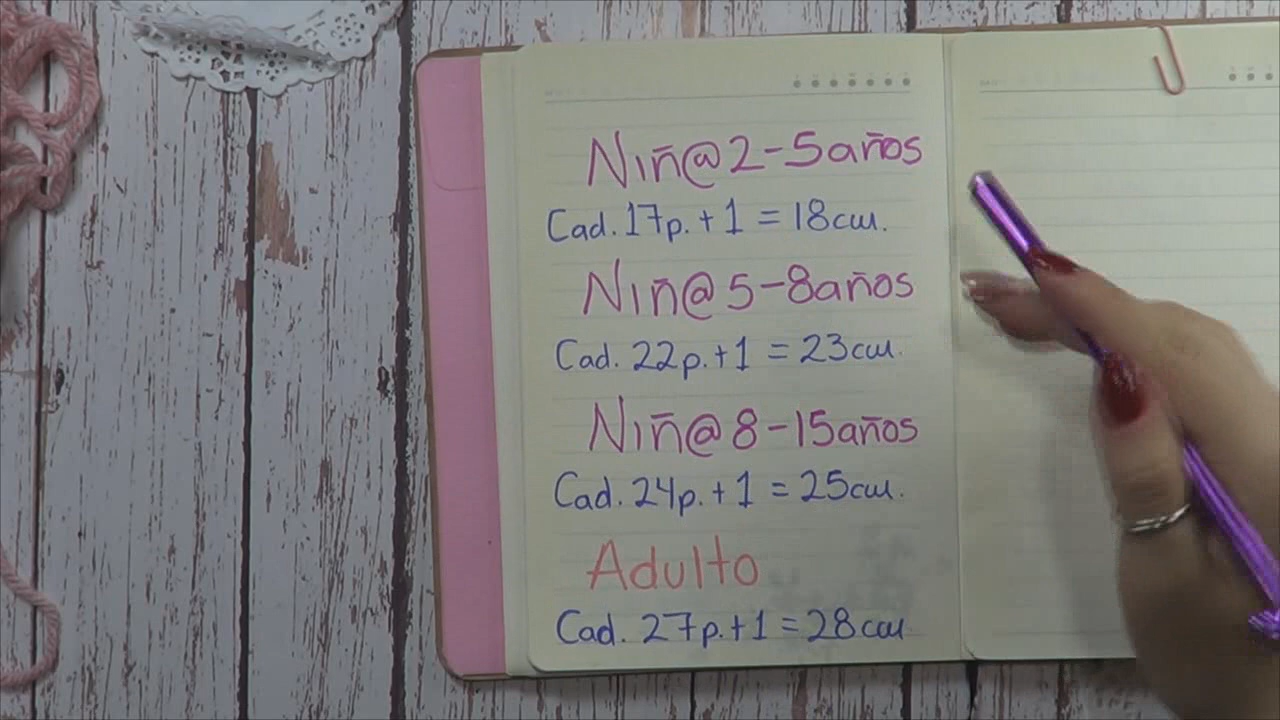 Niñ@ 2-5años
Cad. 17p. + 1 = 18cm.
Niñ@ 5-8años
Cad. 22p. + 1 = 23cm.
Niñ@ 8-15años
Cad. 24p. + 1 = 25cm.
Adulto
Cad. 27p. + 1 = 28cm